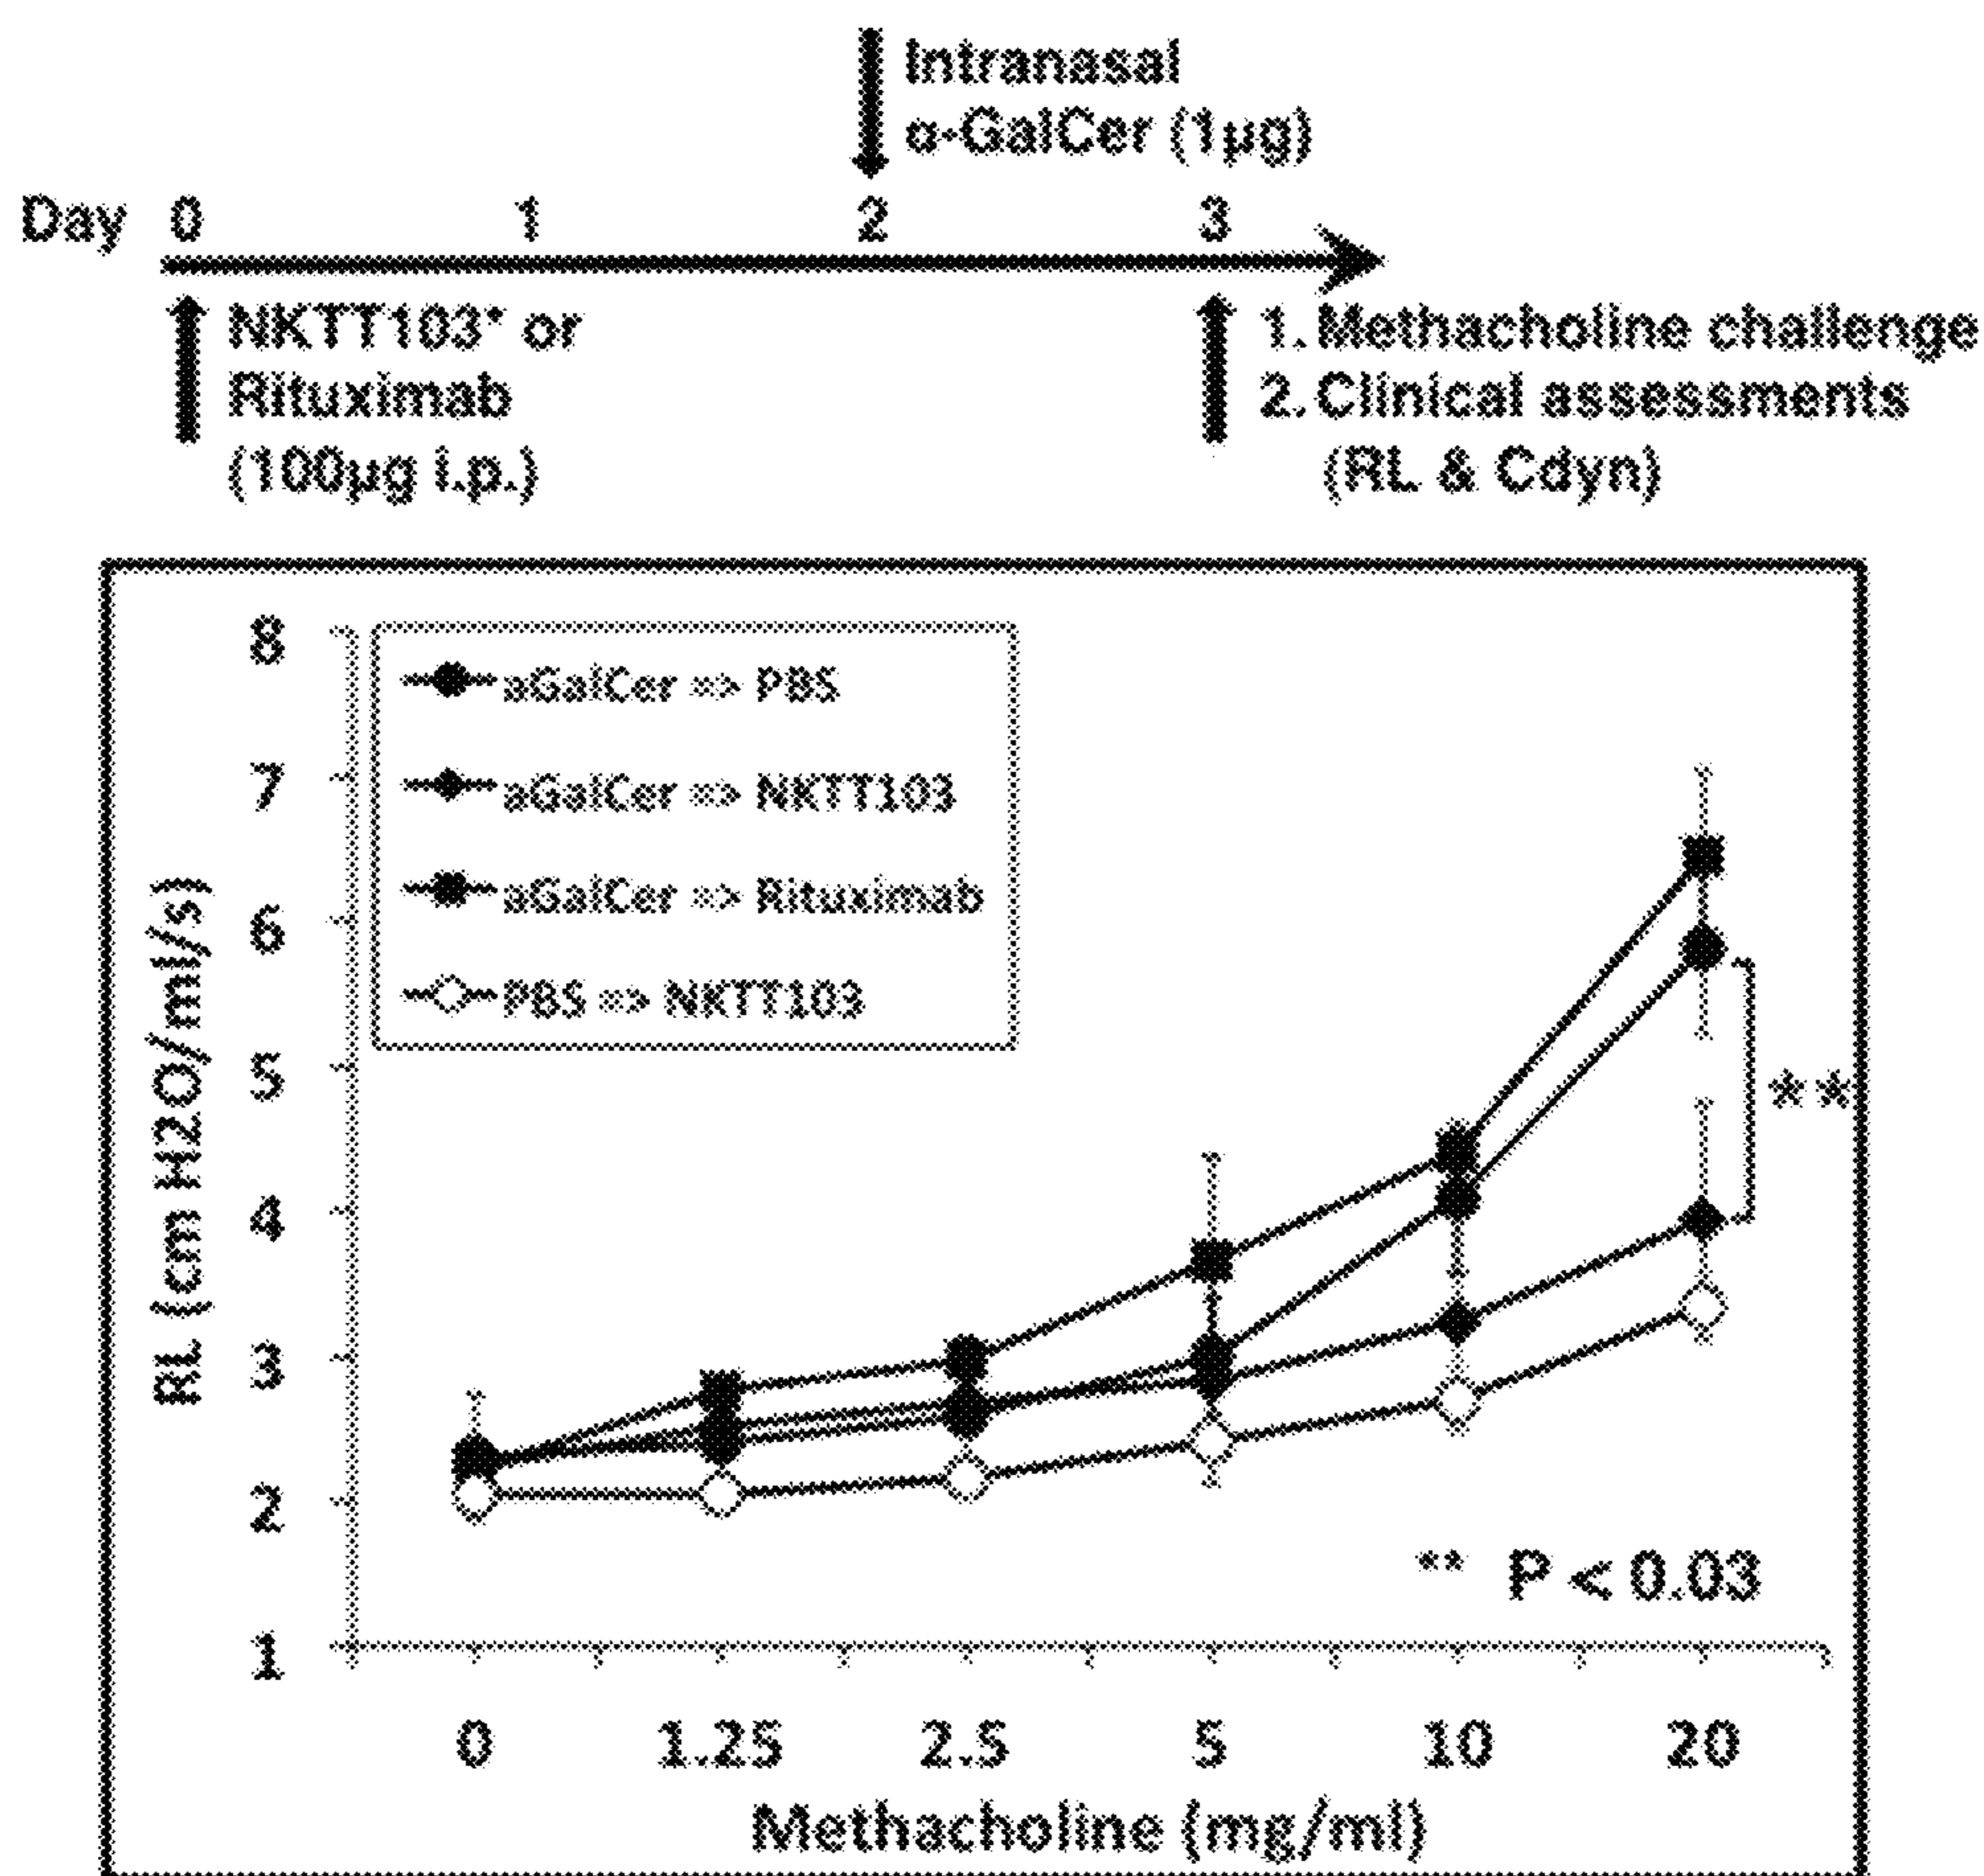 Intranasal
α-GalCer (1µg)
Day 0 1 2 3
NKTT103* or
Rituximab
(100µg i.p.)
1. Methacholine challenge
2. Clinical assessments
(RL & Cdyn)
8
7
6
5
4
3
2
1
RL (cm H2O/ml/s)
aGalCer => PBS
aGalCer => NKTT103
aGalCer => Rituximab
PBS => NKTT103
**
** P < 0.03
0 1.25 2.5 5 10 20
Methacholine (mg/ml)